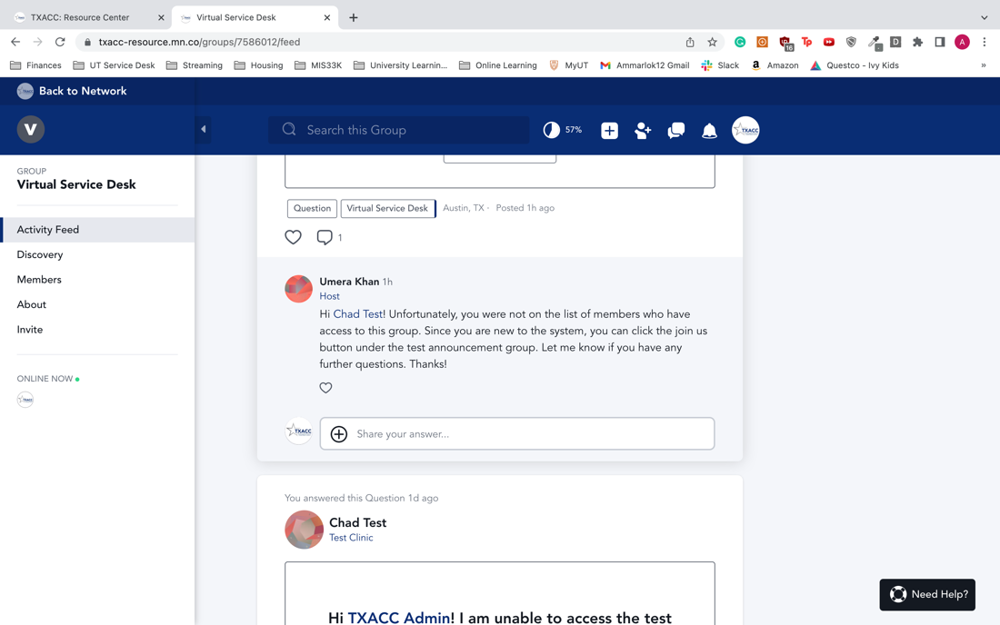 TXACC: Resource Center
Virtual Service Desk
txacc-resource.mn.co/groups/7586012/feed
16
A
Finances
UT Service Desk
Streaming
Housing
MIS33K
University Learnin...
Online Learning
MyUT
Ammarlok12 Gmail
Slack
Amazon
Questco - Ivy Kids
»
Back to Network
V
Search this Group
57%
TXACC
GROUP
Virtual Service Desk
Activity Feed
Discovery
Members
About
Invite
ONLINE NOW
Question
Virtual Service Desk
Austin, TX · Posted 1h ago
1
Umera Khan 1h
Host
Hi Chad Test! Unfortunately, you were not on the list of members who have
access to this group. Since you are new to the system, you can click the join us
button under the test announcement group. Let me know if you have any
further questions. Thanks!
TXACC
Share your answer...
You answered this Question 1d ago
Chad Test
Test Clinic
Hi TXACC Admin! I am unable to access the test
Need Help?